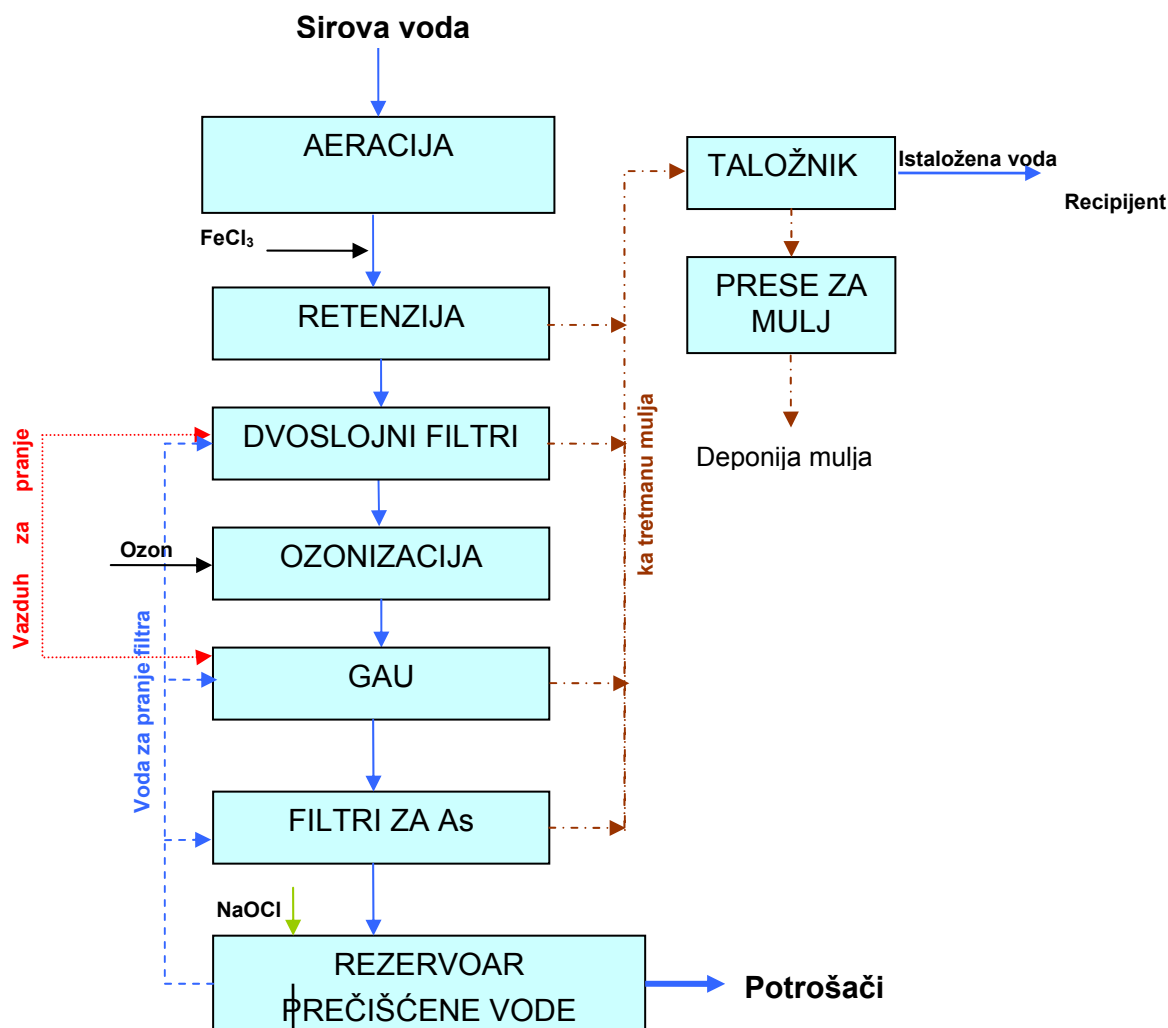 Sirova voda
AERACIJA
FeCl₃
RETENZIJA
DVOSLOJNI FILTRI
Ozon
OZONIZACIJA
GAU
FILTRI ZA As
NaOCl
REZERVOAR
PREČIŠĆENE VODE
Potrošači
Vazduh za pranje
Voda za pranje filtra
ka tretmanu mulja
TALOŽNIK
Istaložena voda
Recipijent
PRESE ZA
MULJ
Deponija mulja